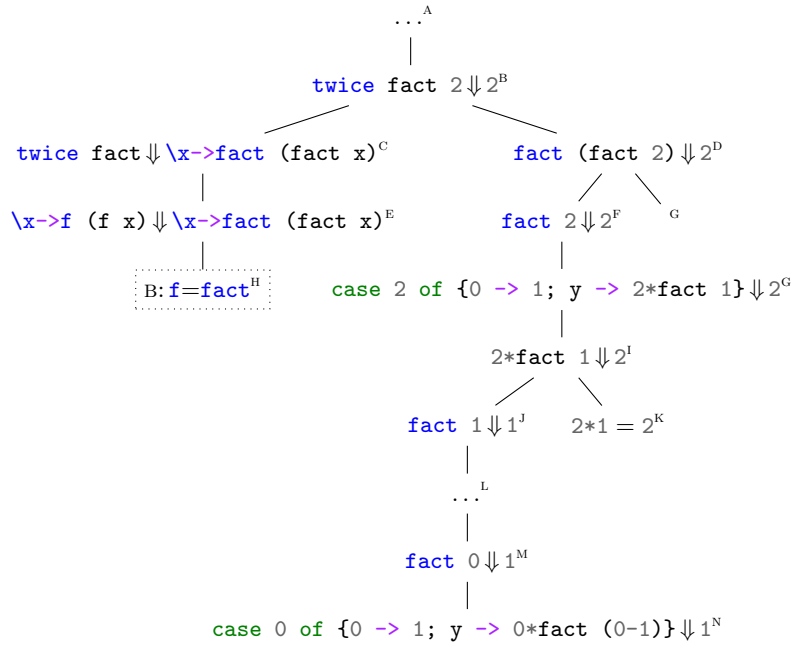 ...ᴬ
twice fact 2⇓2ᴮ
twice fact⇓\x->fact (fact x)ꟲ fact (fact 2)⇓2ᴰ
\x->f (f x)⇓\x->fact (fact x)ᴱ fact 2⇓2ꟳ ᴳ
B:f=factᴴ case 2 of {0 -> 1; y -> 2*fact 1}⇓2ᴳ
2*fact 1⇓2ᴵ
fact 1⇓1ᴶ 2*1 = 2ᴷ
...ᴸ
fact 0⇓1ᴹ
case 0 of {0 -> 1; y -> 0*fact (0-1)}⇓1ᴺ